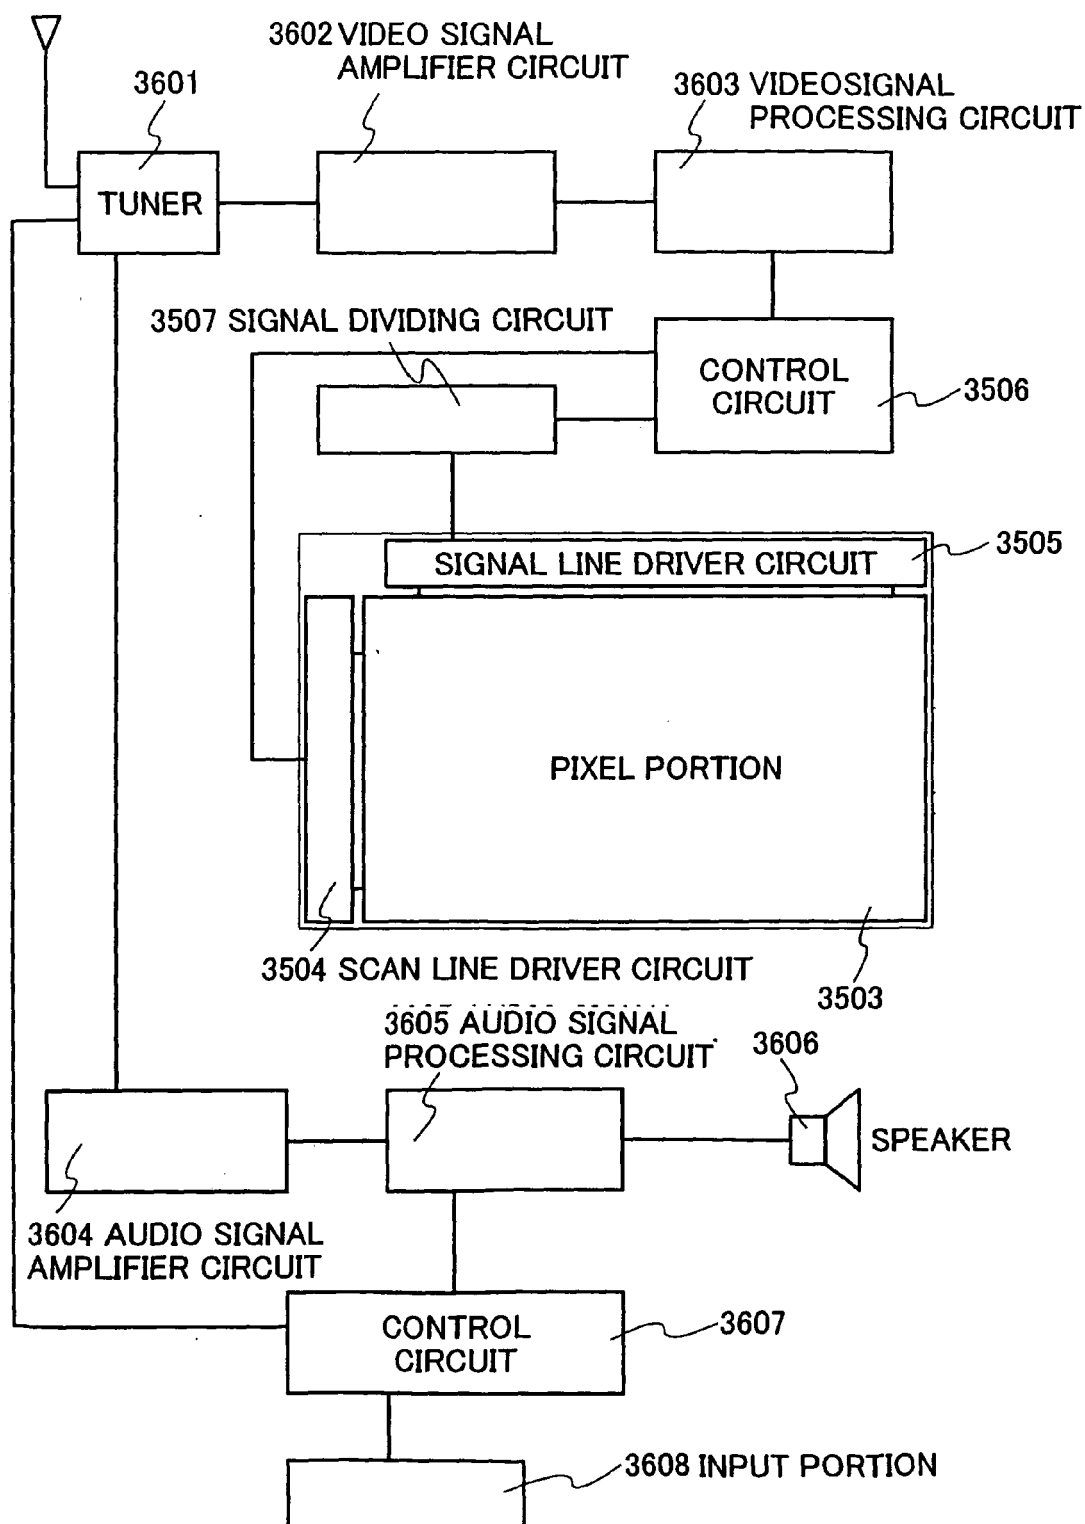 3602 VIDEO SIGNAL
AMPLIFIER CIRCUIT
3601
3603 VIDEOSIGNAL
PROCESSING CIRCUIT
TUNER
3507 SIGNAL DIVIDING CIRCUIT
CONTROL
CIRCUIT
3506
SIGNAL LINE DRIVER CIRCUIT
3505
PIXEL PORTION
3504 SCAN LINE DRIVER CIRCUIT
3503
3605 AUDIO SIGNAL
PROCESSING CIRCUIT
3606
SPEAKER
3604 AUDIO SIGNAL
AMPLIFIER CIRCUIT
CONTROL
CIRCUIT
3607
3608 INPUT PORTION